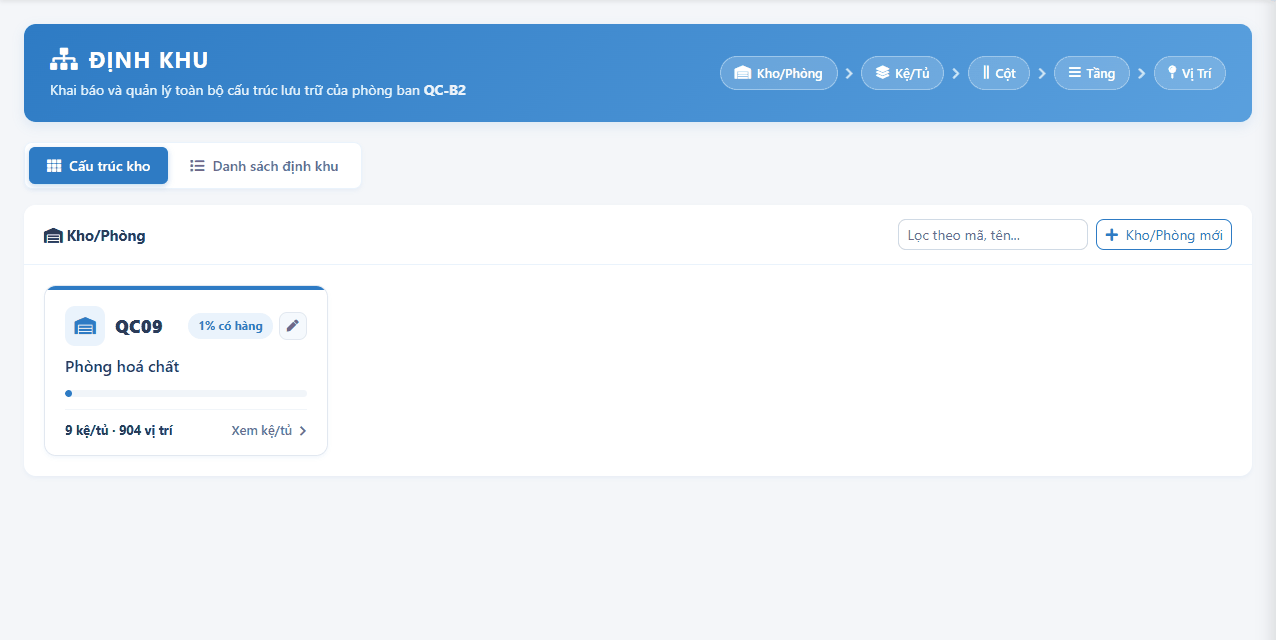 ĐỊNH KHU
Khai báo và quản lý toàn bộ cấu trúc lưu trữ của phòng ban QC-B2
Kho/Phòng
Kệ/Tủ
Cột
Tầng
Vị Trí
Cấu trúc kho
Danh sách định khu
Kho/Phòng
Lọc theo mã, tên...
Kho/Phòng mới
QC09
1% có hàng
Phòng hoá chất
9 kệ/tủ · 904 vị trí
Xem kệ/tủ